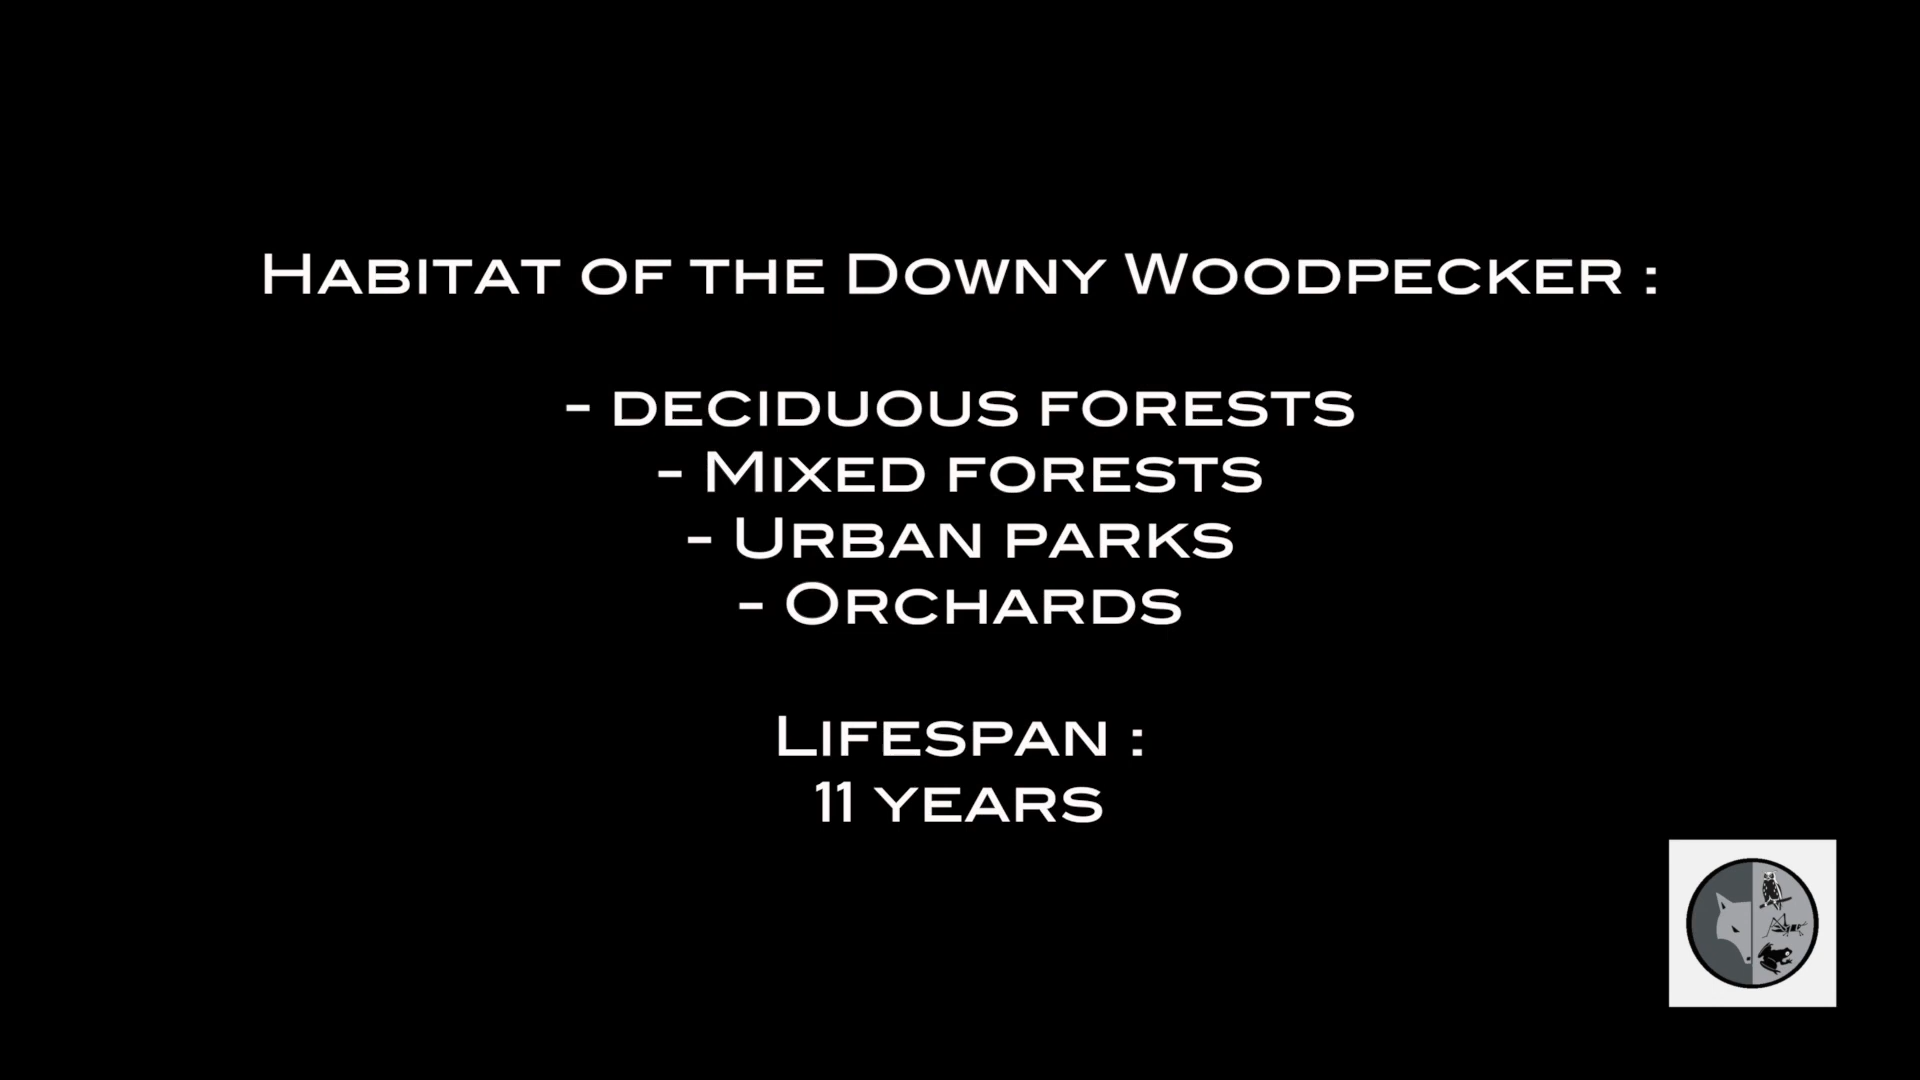 Habitat of the Downy Woodpecker :
- deciduous forests
- Mixed forests
- Urban parks
- Orchards
Lifespan :
11 years